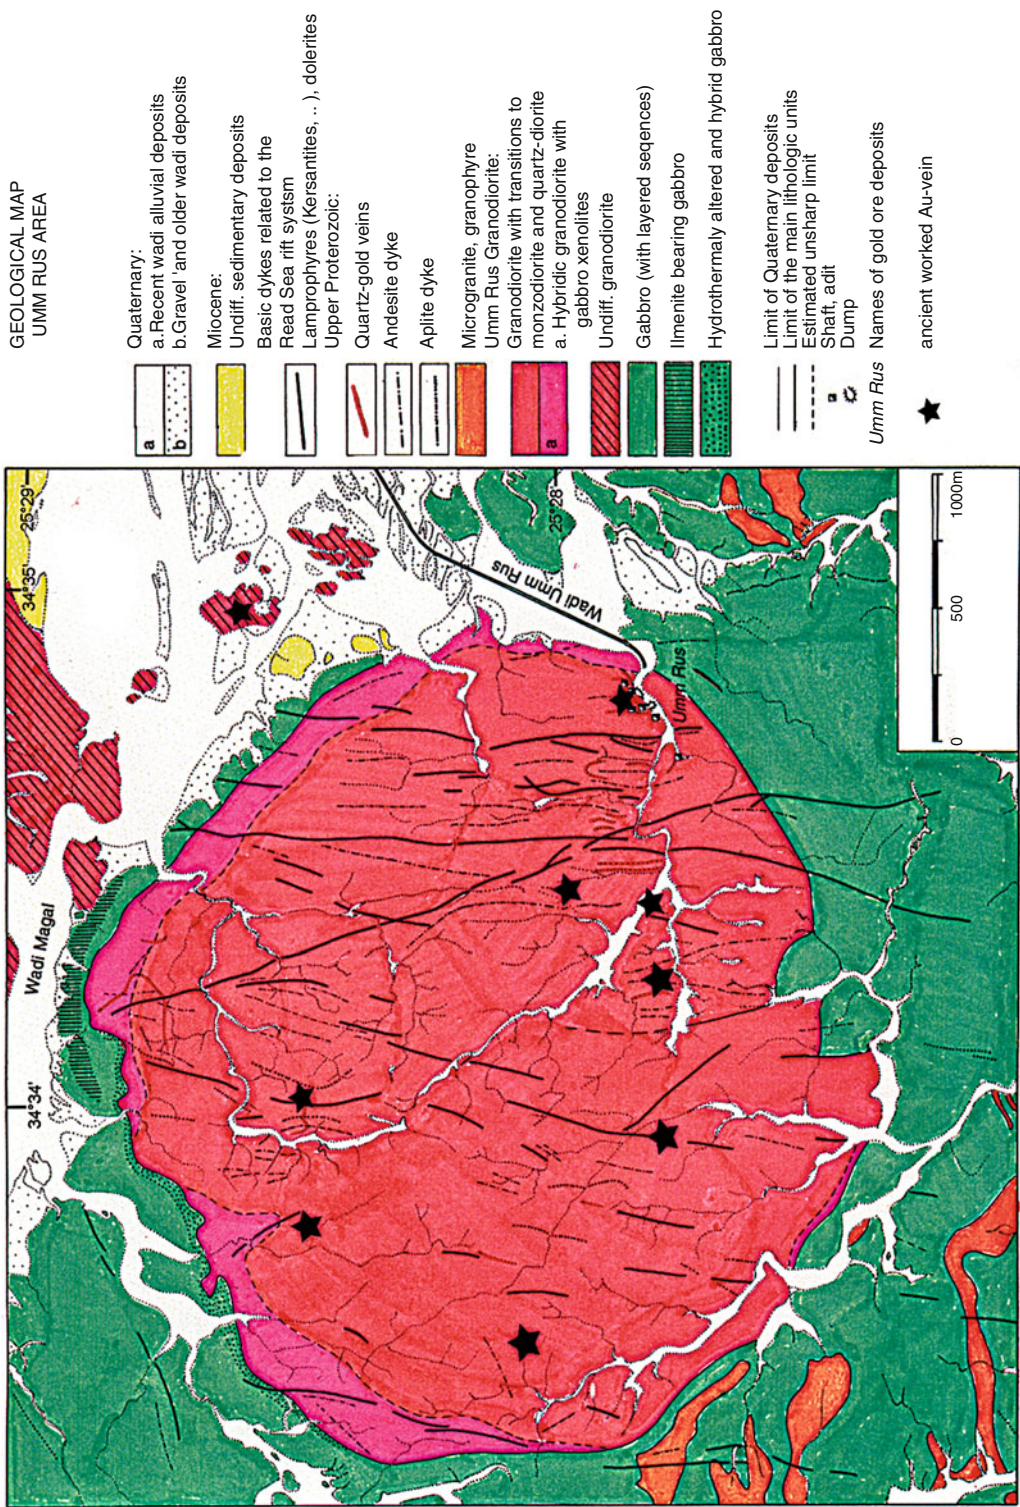 GEOLOGICAL MAP
UMM RUS AREA
Quaternary:
a.Recent wadi alluvial deposits
b.Gravel 'and older wadi deposits
Miocene:
Undiff. sedimentary deposits
Basic dykes related to the
Read Sea rift systsm
Lamprophyres (Kersantites, .. ), dolerites
Upper Proterozoic:
Quartz-gold veins
Andesite dyke
Aplite dyke
Microgranite, granophyre
Umm Rus Granodiorite:
Granodiorite with transitions to
monzodiorite and quartz-diorite
a. Hybridic granodiorite with
gabbro xenolites
Undiff. granodiorite
Gabbro (with layered seqences)
Ilmenite bearing gabbro
Hydrothermaly altered and hybrid gabbro
Limit of Quaternary deposits
Limit of the main lithologic units
Estimated unsharp limit
Shaft, adit
Dump
Umm Rus
Names of gold ore deposits
ancient worked Au-vein
a
b
a
34°34'
34°35'
25°29'
25°28'
Wadi Magal
Wadi Umm Rus
Umm Rus
0
500
1000m